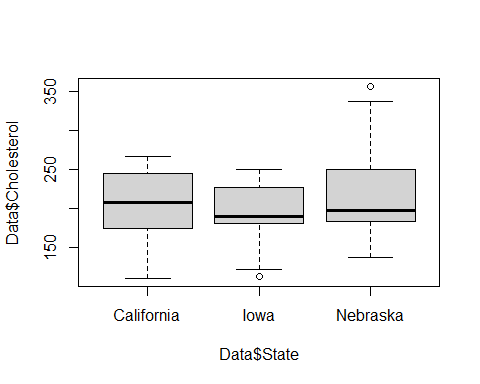 Data$Cholesterol
350
250
150
California Iowa Nebraska
Data$State